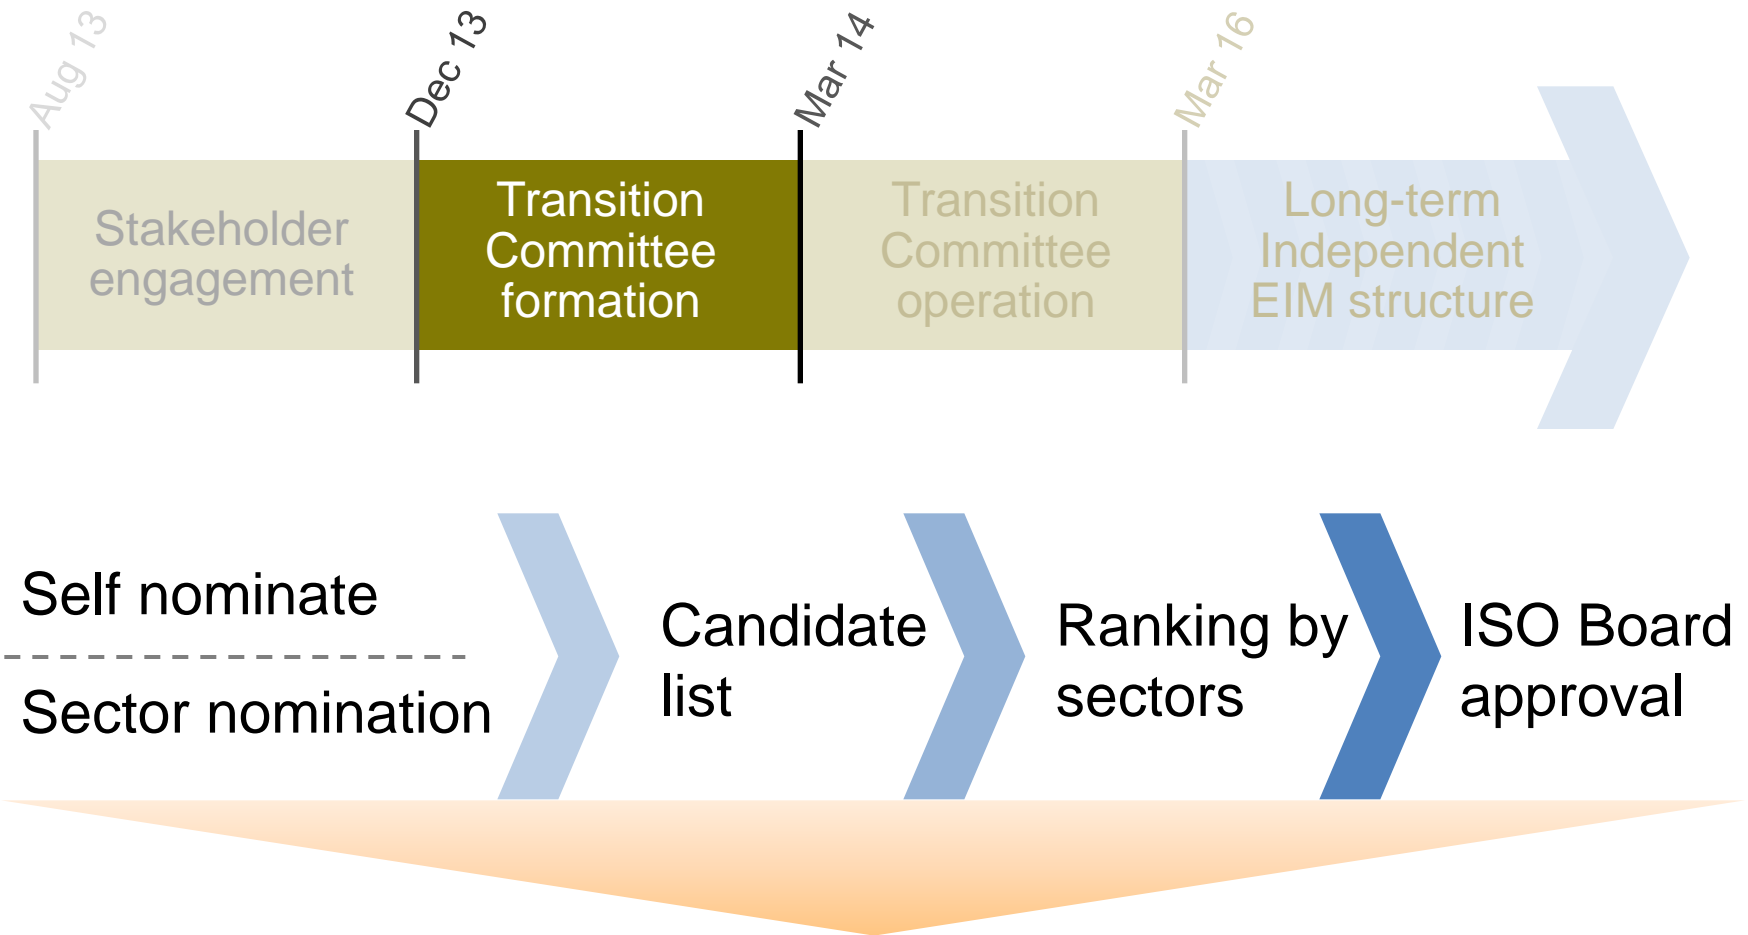 Aug 13
Dec 13
Mar 14
Mar 16
Stakeholder
engagement
Transition
Committee
formation
Transition
Committee
operation
Long-term
Independent
EIM structure
Self nominate
Sector nomination
Candidate
list
Ranking by
sectors
ISO Board
approval